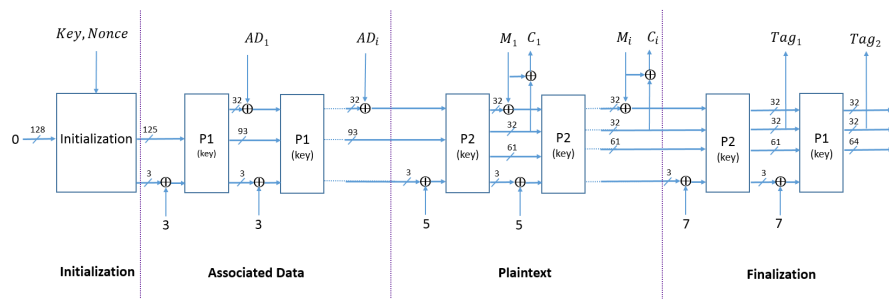 Key, Nonce
AD1
ADi
M1 C1
Mi Ci
Tag1
Tag2
0
128
Initialization
125
3
3
P1
(key)
32
93
3
3
P1
(key)
32
93
3
5
P2
(key)
32
32
61
3
5
P2
(key)
32
32
61
3
7
P2
(key)
32
32
61
3
7
P1
(key)
32
32
64
Initialization
Associated Data
Plaintext
Finalization